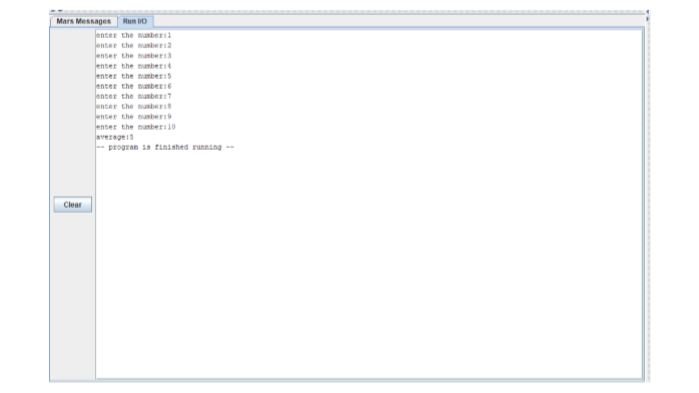 Mars Messages Run I/O
enter the number:1
enter the number:2
enter the number:3
enter the number:4
enter the number:5
enter the number:6
enter the number:7
enter the number:8
enter the number:9
enter the number:10
average:5
-- program is finished running --
Clear